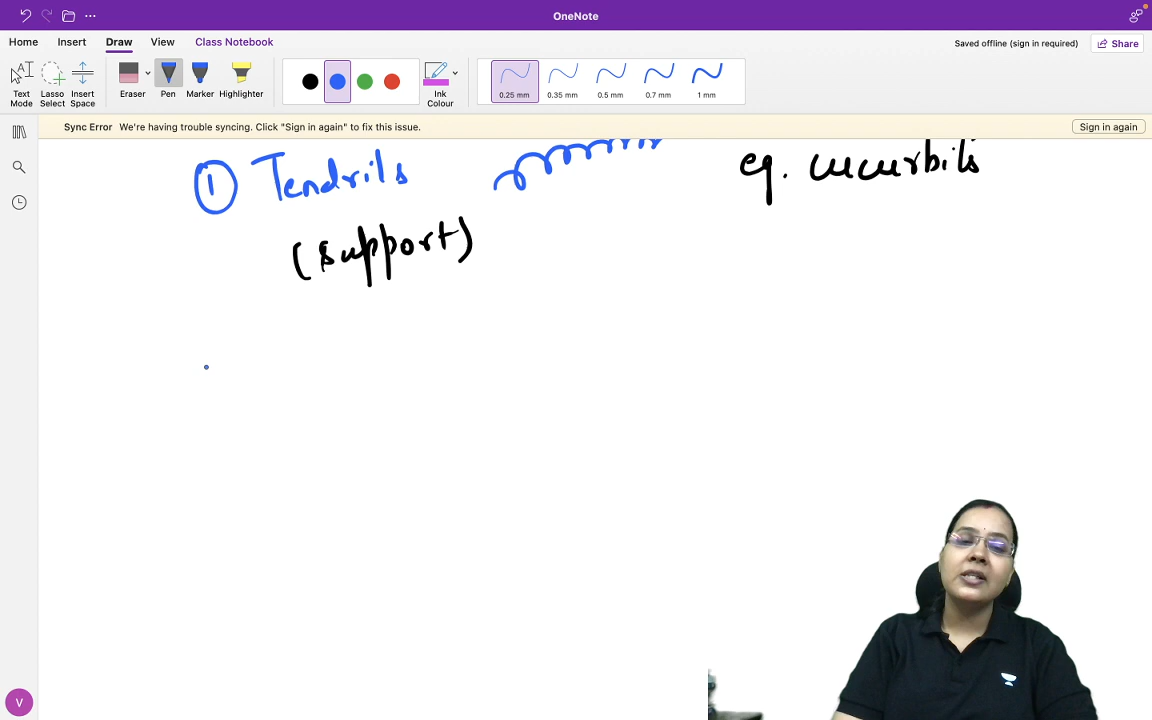 OneNote
Home Insert Draw View Class Notebook Saved offline (sign in required) Share
Text Mode Lasso Select Insert Space Eraser Pen Marker Highlighter Ink Colour 0.25 mm 0.35 mm 0.5 mm 0.7 mm 1 mm
Sync Error We're having trouble syncing. Click "Sign in again" to fix this issue. Sign in again
① Tendrils eg. cucurbits
(support)
V